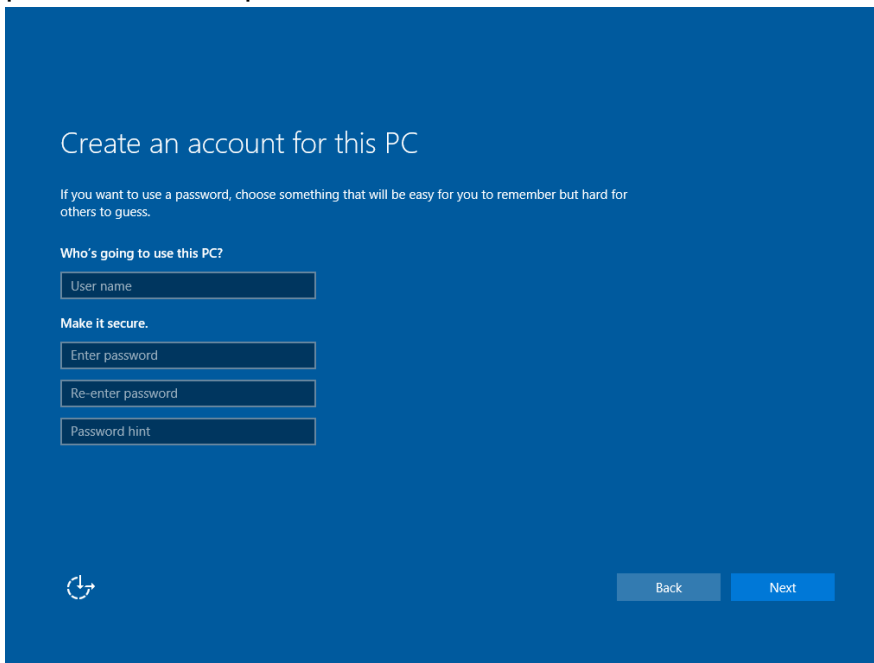 Create an account for this PC
If you want to use a password, choose something that will be easy for you to remember but hard for
others to guess.
Who's going to use this PC?
User name
Make it secure.
Enter password
Re-enter password
Password hint
Back Next